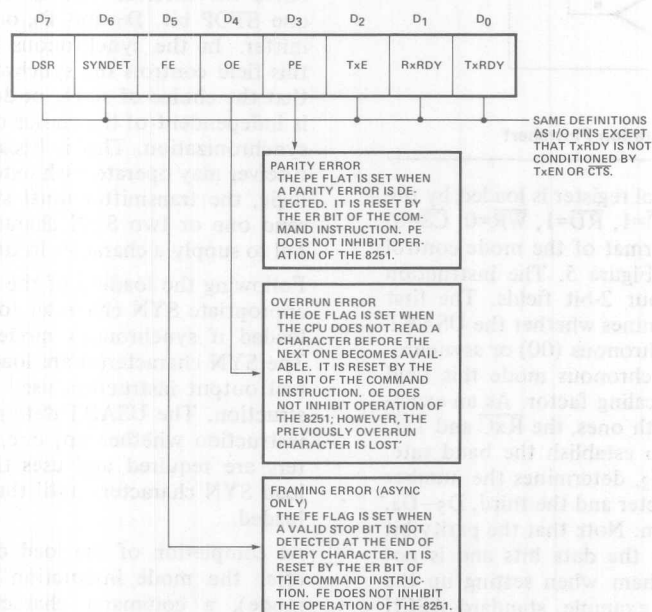 D7 D6 D5 D4 D3 D2 D1 D0
DSR SYNDET FE OE PE TxE RxRDY TxRDY
SAME DEFINITIONS
AS I/O PINS EXCEPT
THAT TxRDY IS NOT
CONDITIONED BY
TxEN OR CTS.
PARITY ERROR
THE PE FLAT IS SET WHEN
A PARITY ERROR IS DE-
TECTED. IT IS RESET BY
THE ER BIT OF THE COM-
MAND INSTRUCTION. PE
DOES NOT INHIBIT OPER-
ATION OF THE 8251.
OVERRUN ERROR
THE OE FLAG IS SET WHEN
THE CPU DOES NOT READ A
CHARACTER BEFORE THE
NEXT ONE BECOMES AVAIL-
ABLE. IT IS RESET BY THE
ER BIT OF THE COMMAND
INSTRUCTION. OE DOES
NOT INHIBIT OPERATION OF
THE 8251; HOWEVER, THE
PREVIOUSLY OVERRUN
CHARACTER IS LOST.
FRAMING ERROR (ASYNC
ONLY)
THE FE FLAG IS SET WHEN
A VALID STOP BIT IS NOT
DETECTED AT THE END OF
EVERY CHARACTER. IT IS
RESET BY THE ER BIT OF
THE COMMAND INSTRUC-
TION. FE DOES NOT INHIBIT
THE OPERATION OF THE 8251.